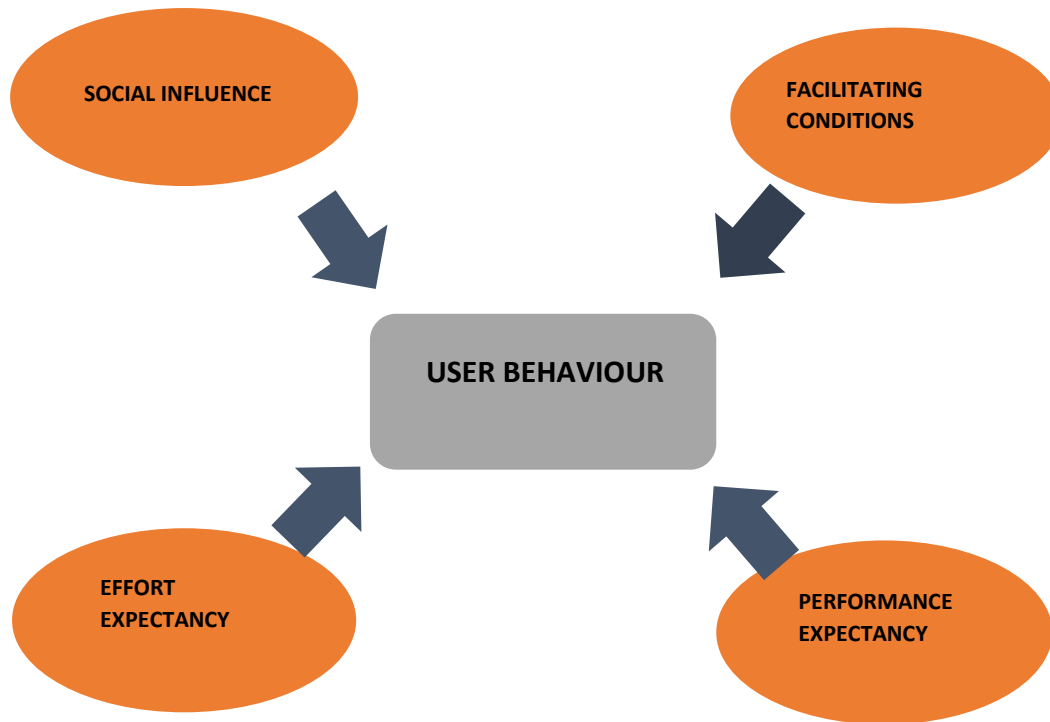 SOCIAL INFLUENCE
FACILITATING
CONDITIONS
USER BEHAVIOUR
EFFORT
EXPECTANCY
PERFORMANCE
EXPECTANCY